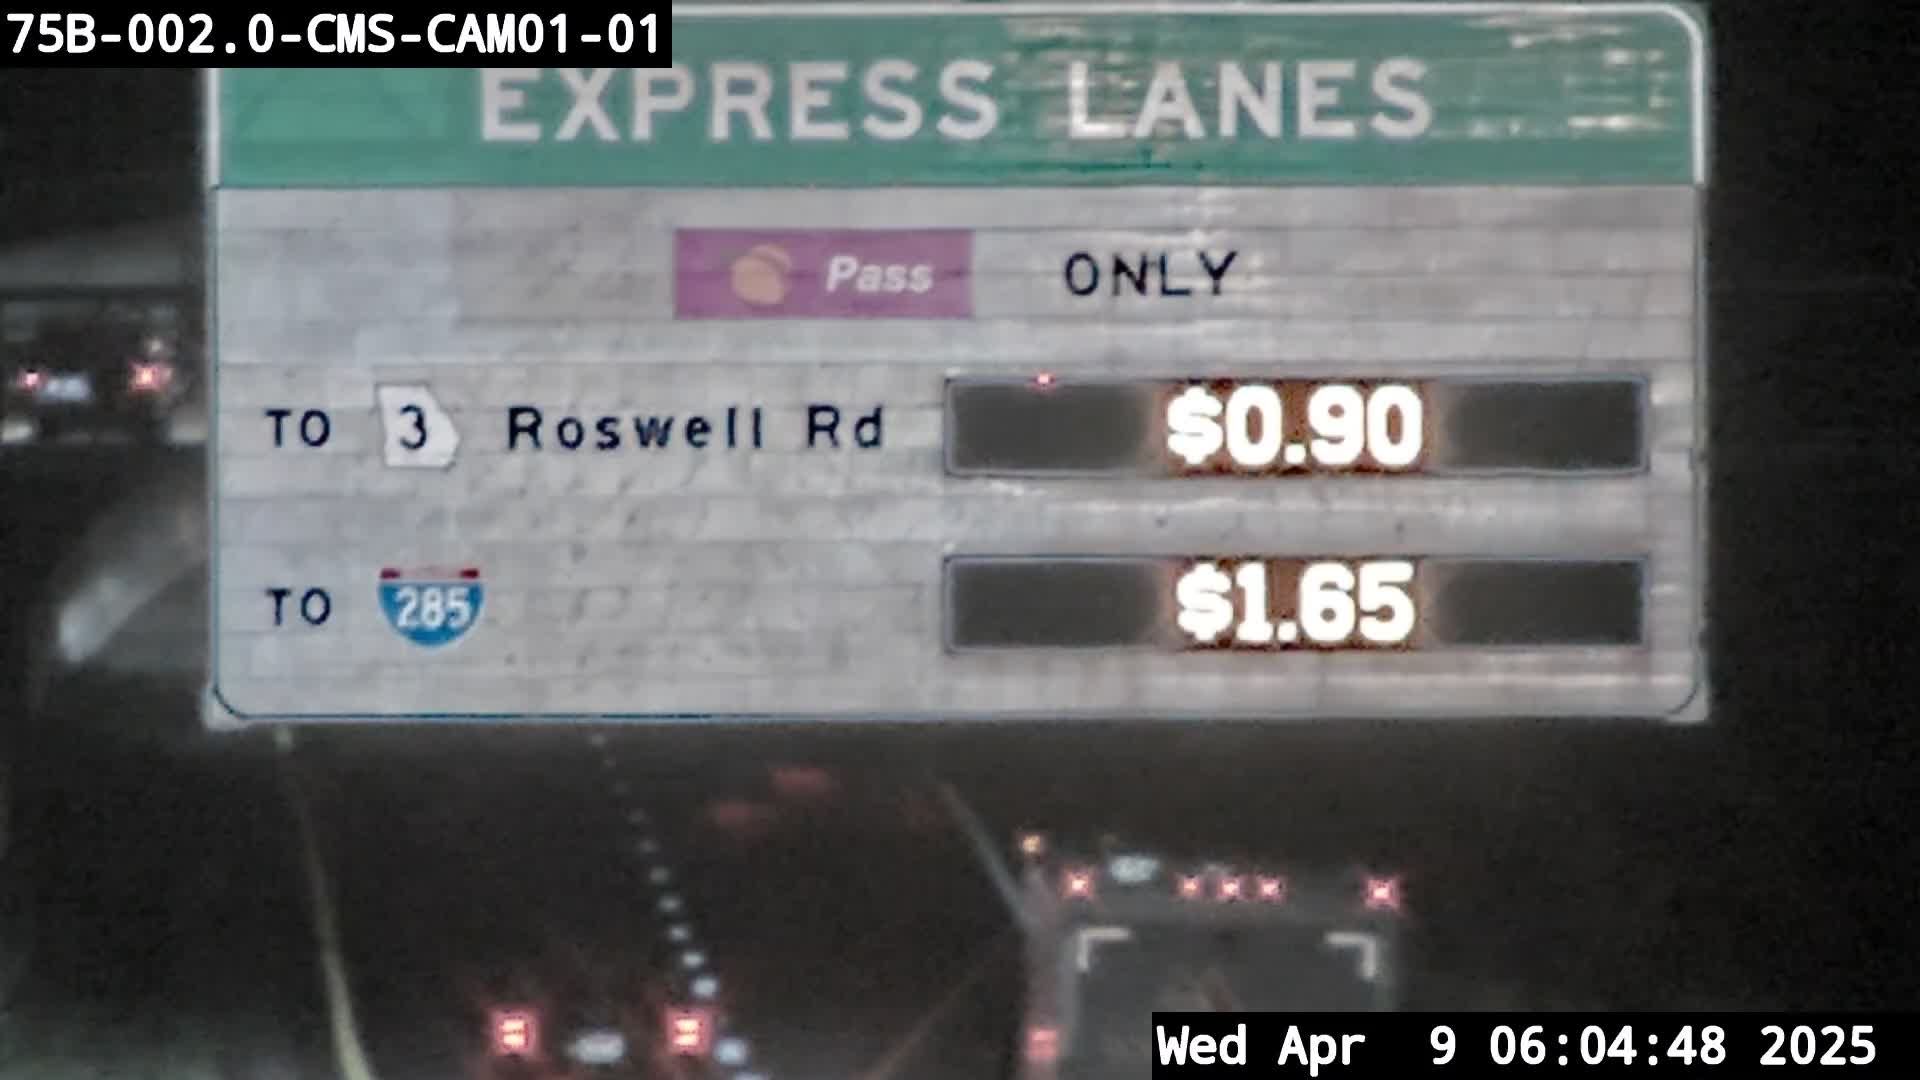 75B-002.0-CMS-CAM01-01
EXPRESS LANES
Pass ONLY
TO 3 Roswell Rd $0.90
TO 285 $1.65
Wed Apr 9 06:04:48 2025